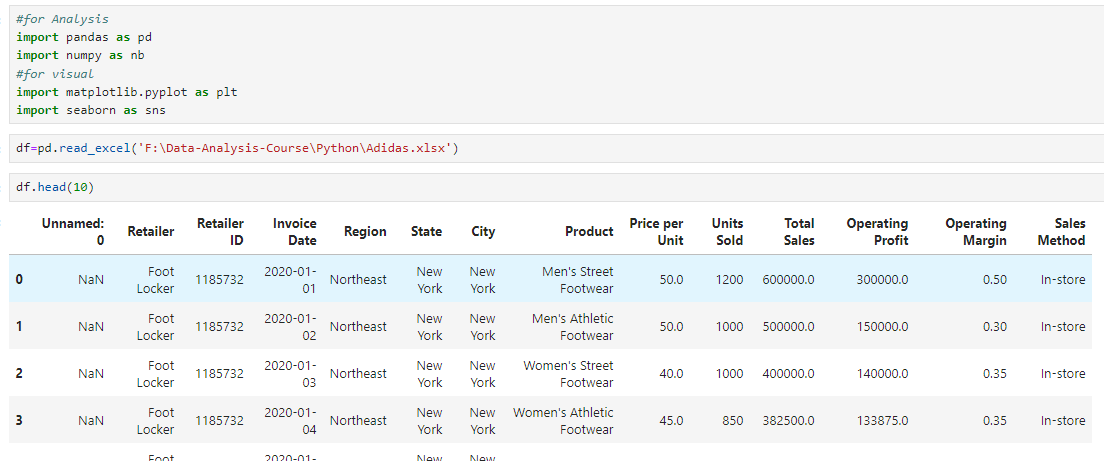 #for Analysis
import pandas as pd
import numpy as nb
#for visual
import matplotlib.pyplot as plt
import seaborn as sns
df=pd.read_excel('F:\Data-Analysis-Course\Python\Adidas.xlsx')
df.head(10)
Unnamed: 0 Retailer Retailer ID Invoice Date Region State City Product Price per Unit Units Sold Total Sales Operating Profit Operating Margin Sales Method
0 NaN Foot Locker 1185732 2020-01-01 Northeast New York New York Men's Street Footwear 50.0 1200 600000.0 300000.0 0.50 In-store
1 NaN Foot Locker 1185732 2020-01-02 Northeast New York New York Men's Athletic Footwear 50.0 1000 500000.0 150000.0 0.30 In-store
2 NaN Foot Locker 1185732 2020-01-03 Northeast New York New York Women's Street Footwear 40.0 1000 400000.0 140000.0 0.35 In-store
3 NaN Foot Locker 1185732 2020-01-04 Northeast New York New York Women's Athletic Footwear 45.0 850 382500.0 133875.0 0.35 In-store
Foot 2020-01- New New